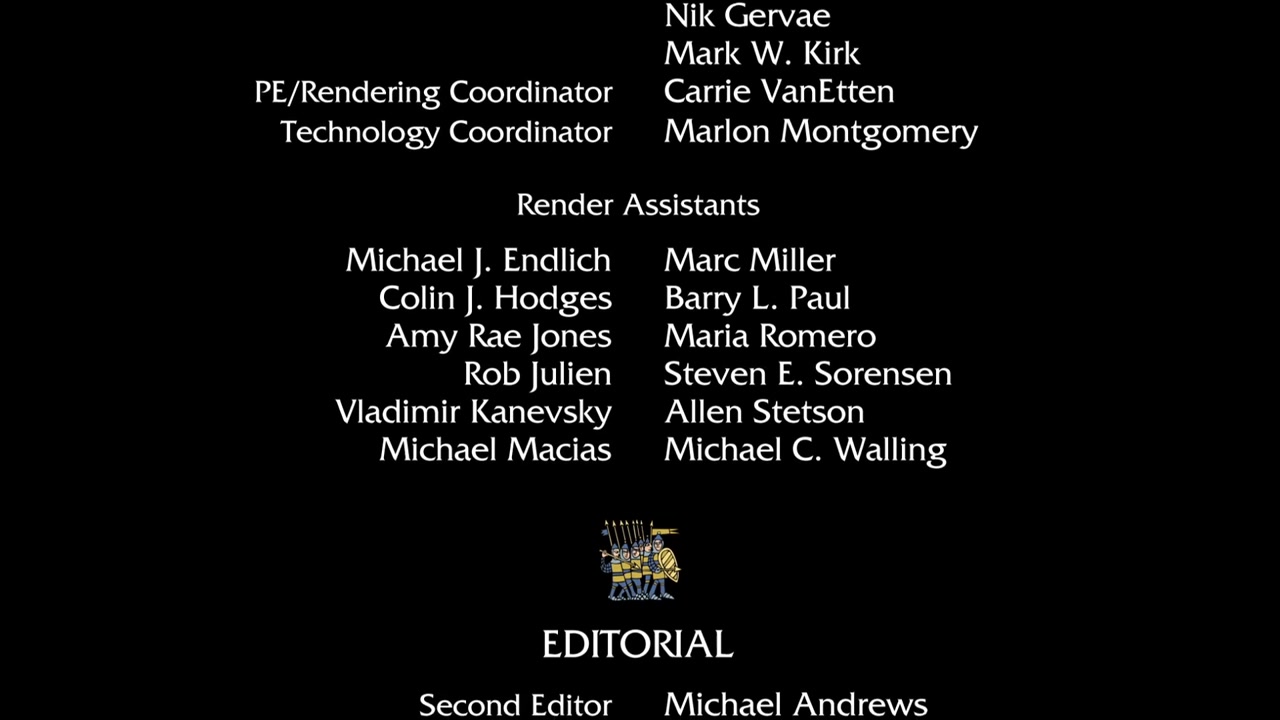 Nik Gervae
Mark W. Kirk
PE/Rendering Coordinator Carrie VanEtten
Technology Coordinator Marlon Montgomery
Render Assistants
Michael J. Endlich Marc Miller
Colin J. Hodges Barry L. Paul
Amy Rae Jones Maria Romero
Rob Julien Steven E. Sorensen
Vladimir Kanevsky Allen Stetson
Michael Macias Michael C. Walling
EDITORIAL
Second Editor Michael Andrews